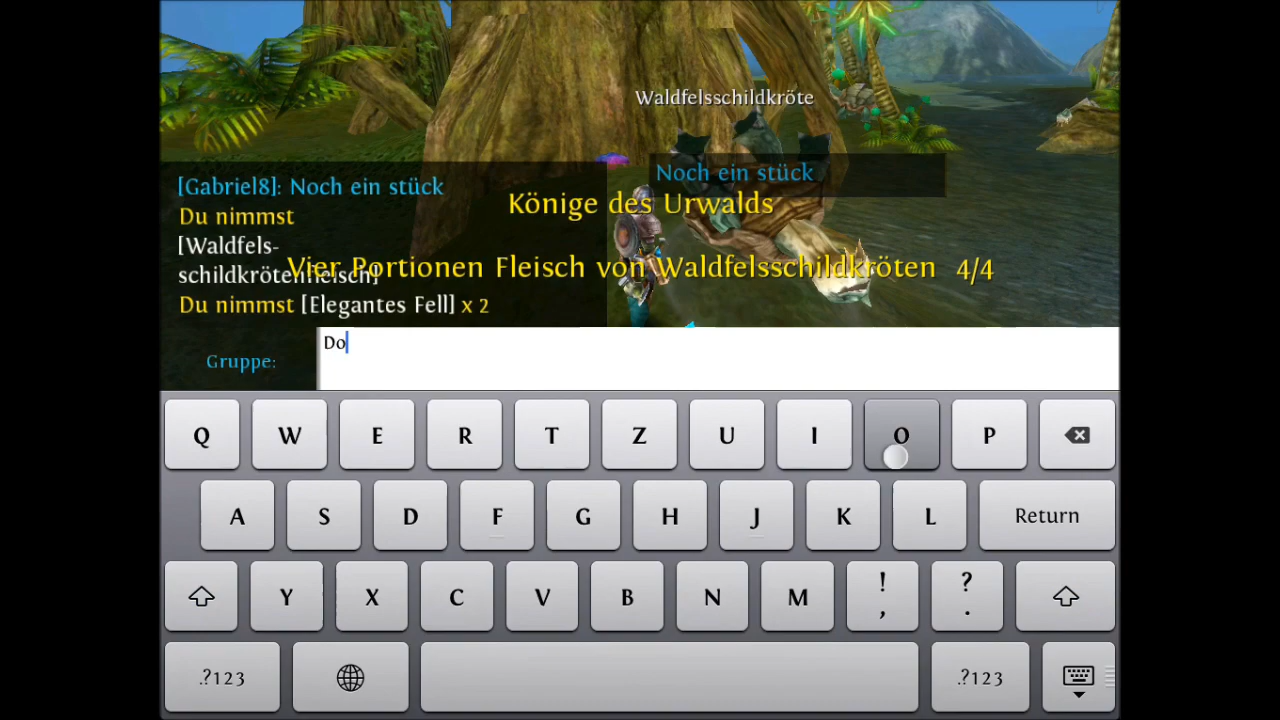 Waldfelsschildkröte
Noch ein stück
[Gabriel8]: Noch ein stück
Du nimmst
[Waldfels-
schildkrötenfleisch]
Du nimmst [Elegantes Fell] x 2
Könige des Urwalds
Vier Portionen Fleisch von Waldfelsschildkröten 4/4
Gruppe:
Do
Q W E R T Z U I O P
A S D F G H J K L Return
Y X C V B N M ! , ? .
.?123 .?123